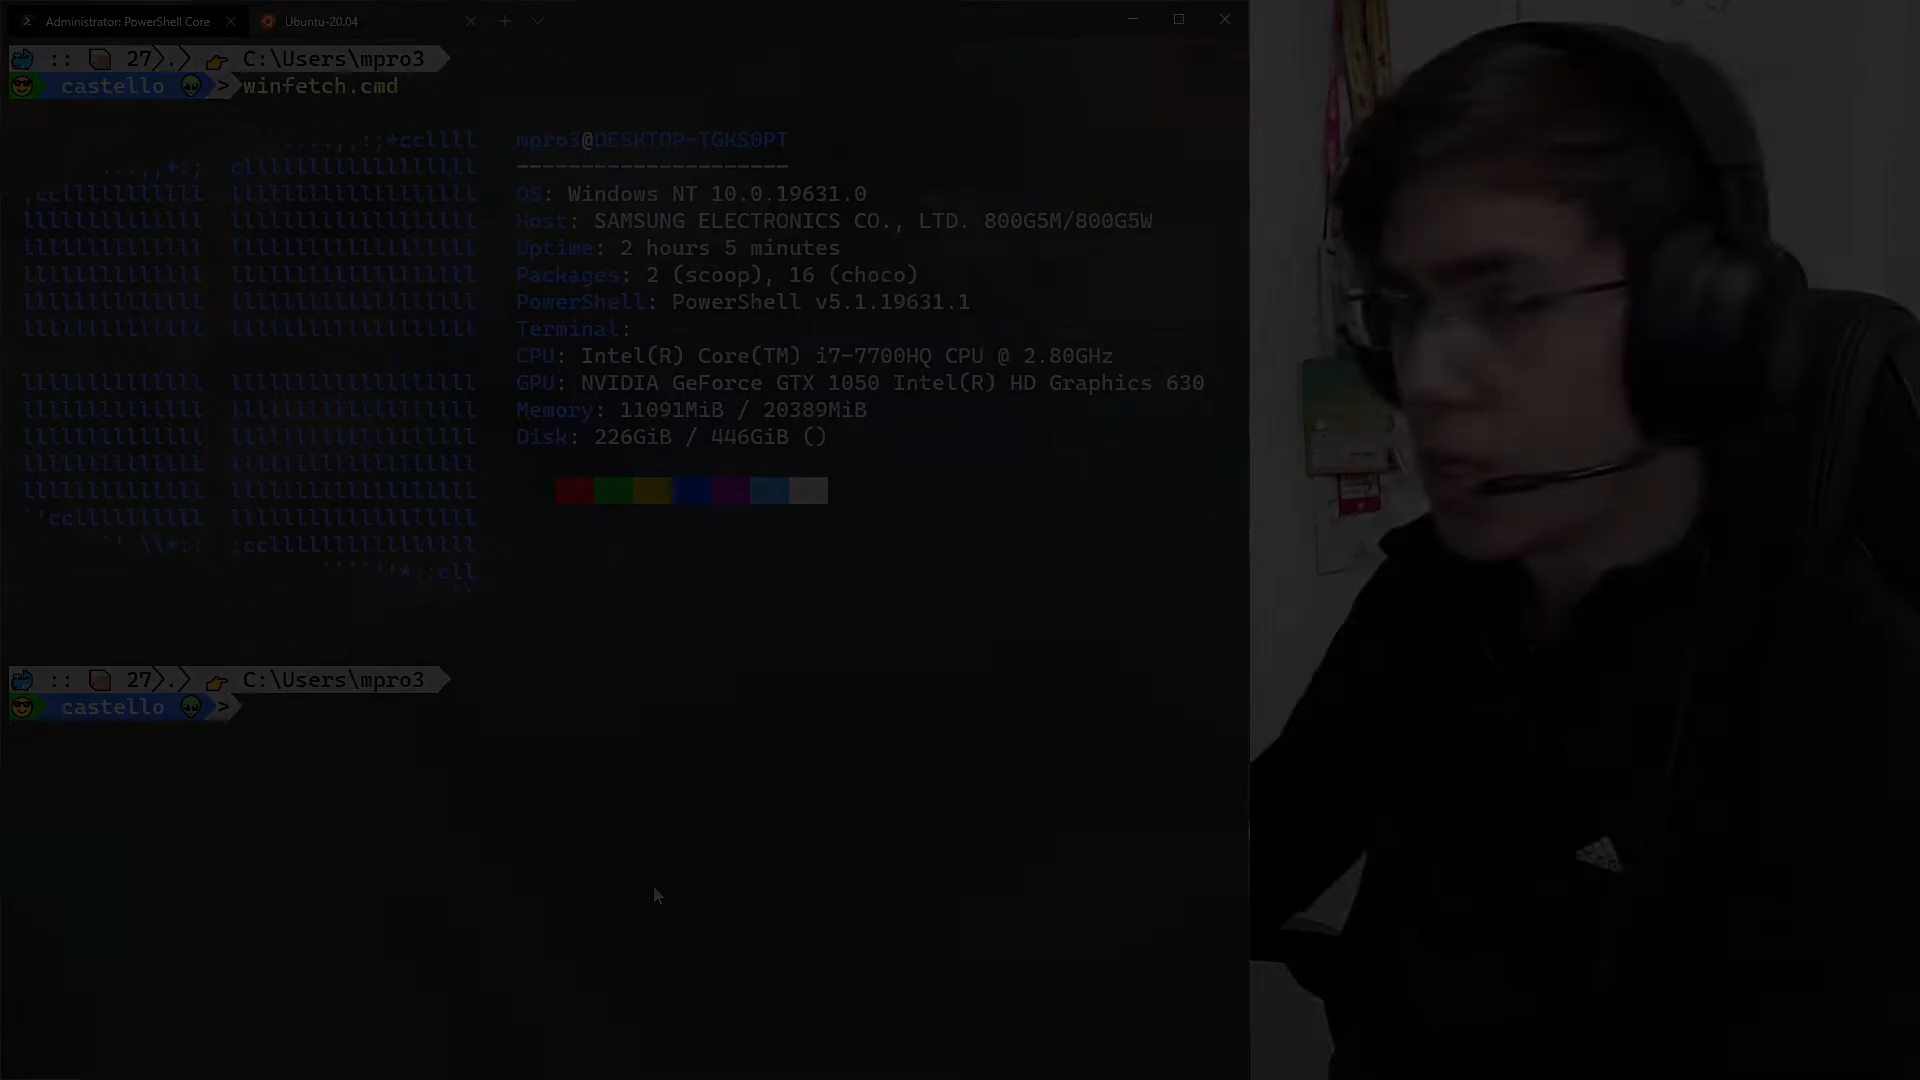 Administrator: PowerShell Core
Ubuntu-20.04
:: 27 . C:\Users\mpro3
castello >winfetch.cmd
mpro3@DESKTOP-TGKS0PT
---------------------
OS: Windows NT 10.0.19631.0
Host: SAMSUNG ELECTRONICS CO., LTD. 800G5M/800G5W
Uptime: 2 hours 5 minutes
Packages: 2 (scoop), 16 (choco)
PowerShell: PowerShell v5.1.19631.1
Terminal:
CPU: Intel(R) Core(TM) i7-7700HQ CPU @ 2.80GHz
GPU: NVIDIA GeForce GTX 1050 Intel(R) HD Graphics 630
Memory: 11091MiB / 20389MiB
Disk: 226GiB / 446GiB ()
:: 27 . C:\Users\mpro3
castello >